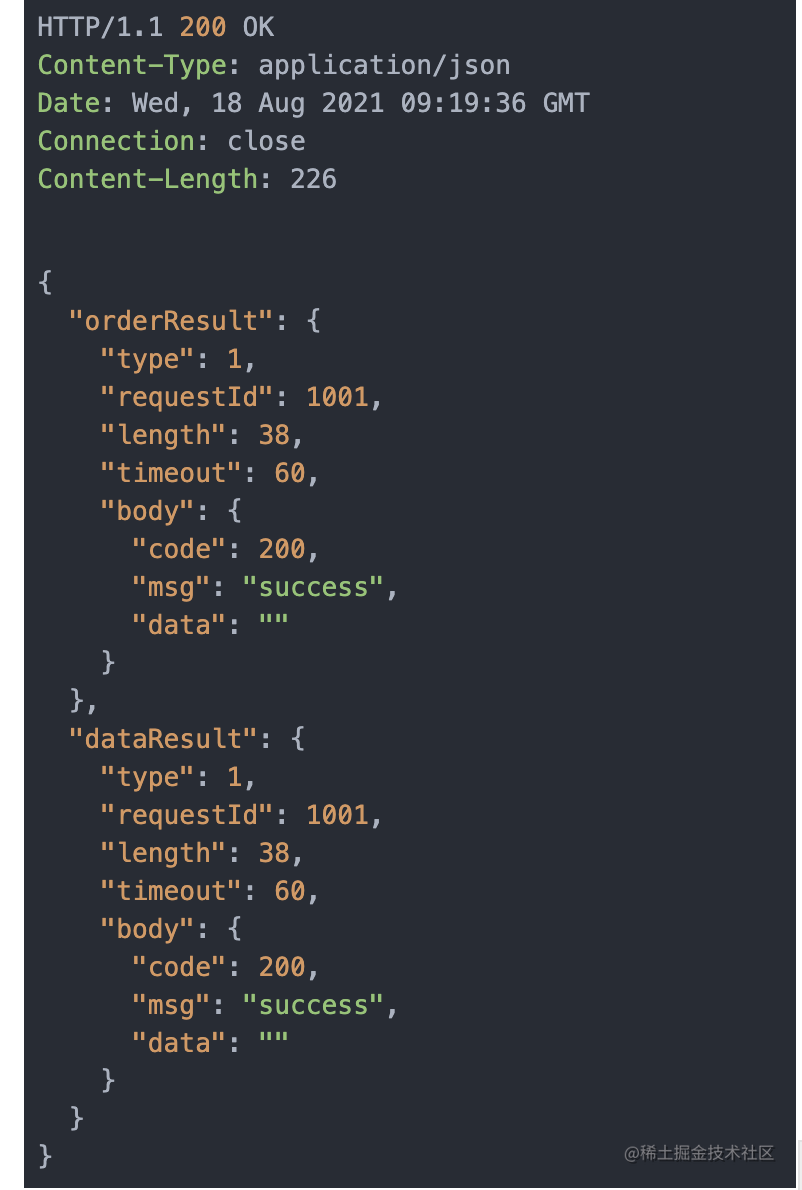 HTTP/1.1 200 OK
Content-Type: application/json
Date: Wed, 18 Aug 2021 09:19:36 GMT
Connection: close
Content-Length: 226
{
  "orderResult": {
    "type": 1,
    "requestId": 1001,
    "length": 38,
    "timeout": 60,
    "body": {
      "code": 200,
      "msg": "success",
      "data": ""
    }
  },
  "dataResult": {
    "type": 1,
    "requestId": 1001,
    "length": 38,
    "timeout": 60,
    "body": {
      "code": 200,
      "msg": "success",
      "data": ""
    }
  }
}
@稀土掘金技术社区